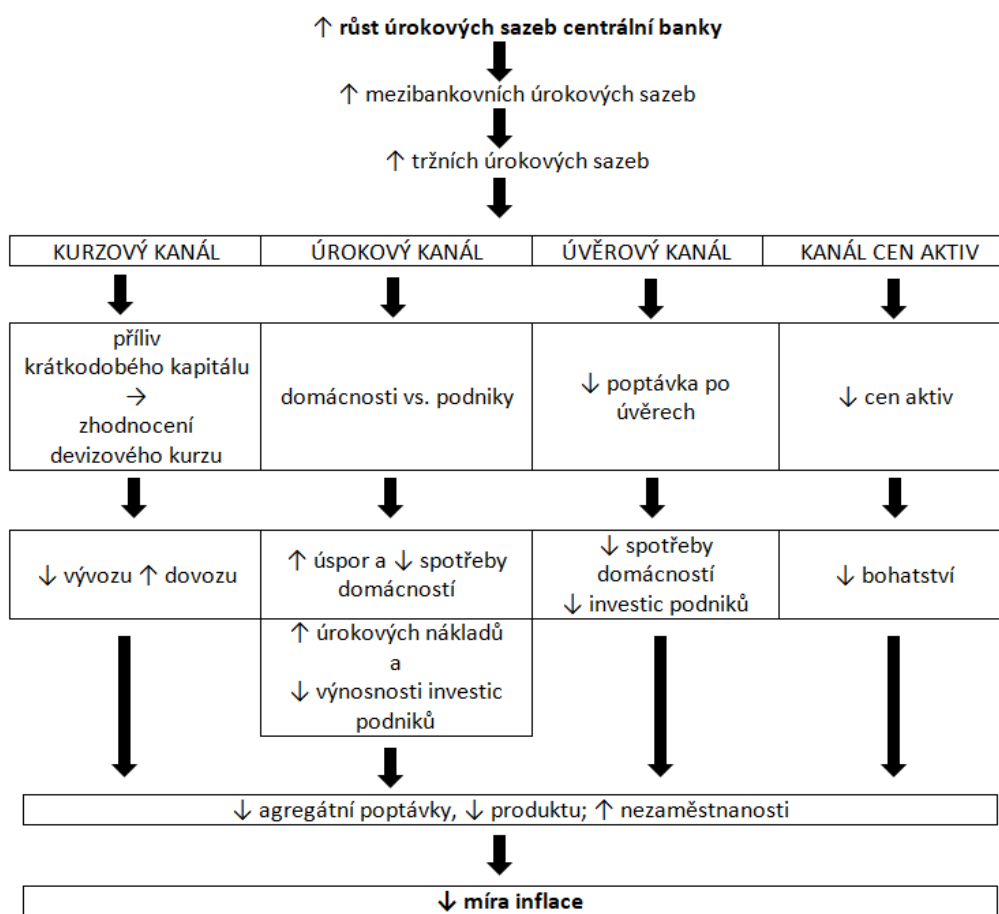 ↑ růst úrokových sazeb centrální banky
↑ mezibankovních úrokových sazeb
↑ tržních úrokových sazeb
KURZOVÝ KANÁL
ÚROKOVÝ KANÁL
ÚVĚROVÝ KANÁL
KANÁL CEN AKTIV
příliv
krátkodobého kapitálu
→
zhodnocení
devizového kurzu
domácnosti vs. podniky
↓ poptávka po
úvěrech
↓ cen aktiv
↓ vývozu ↑ dovozu
↑ úspor a ↓ spotřeby
domácností
↓ spotřeby
domácností
↓ investic podniků
↓ bohatství
↑ úrokových nákladů
a
↓ výnosnosti investic
podniků
↓ agregátní poptávky, ↓ produktu; ↑ nezaměstnanosti
↓ míra inflace